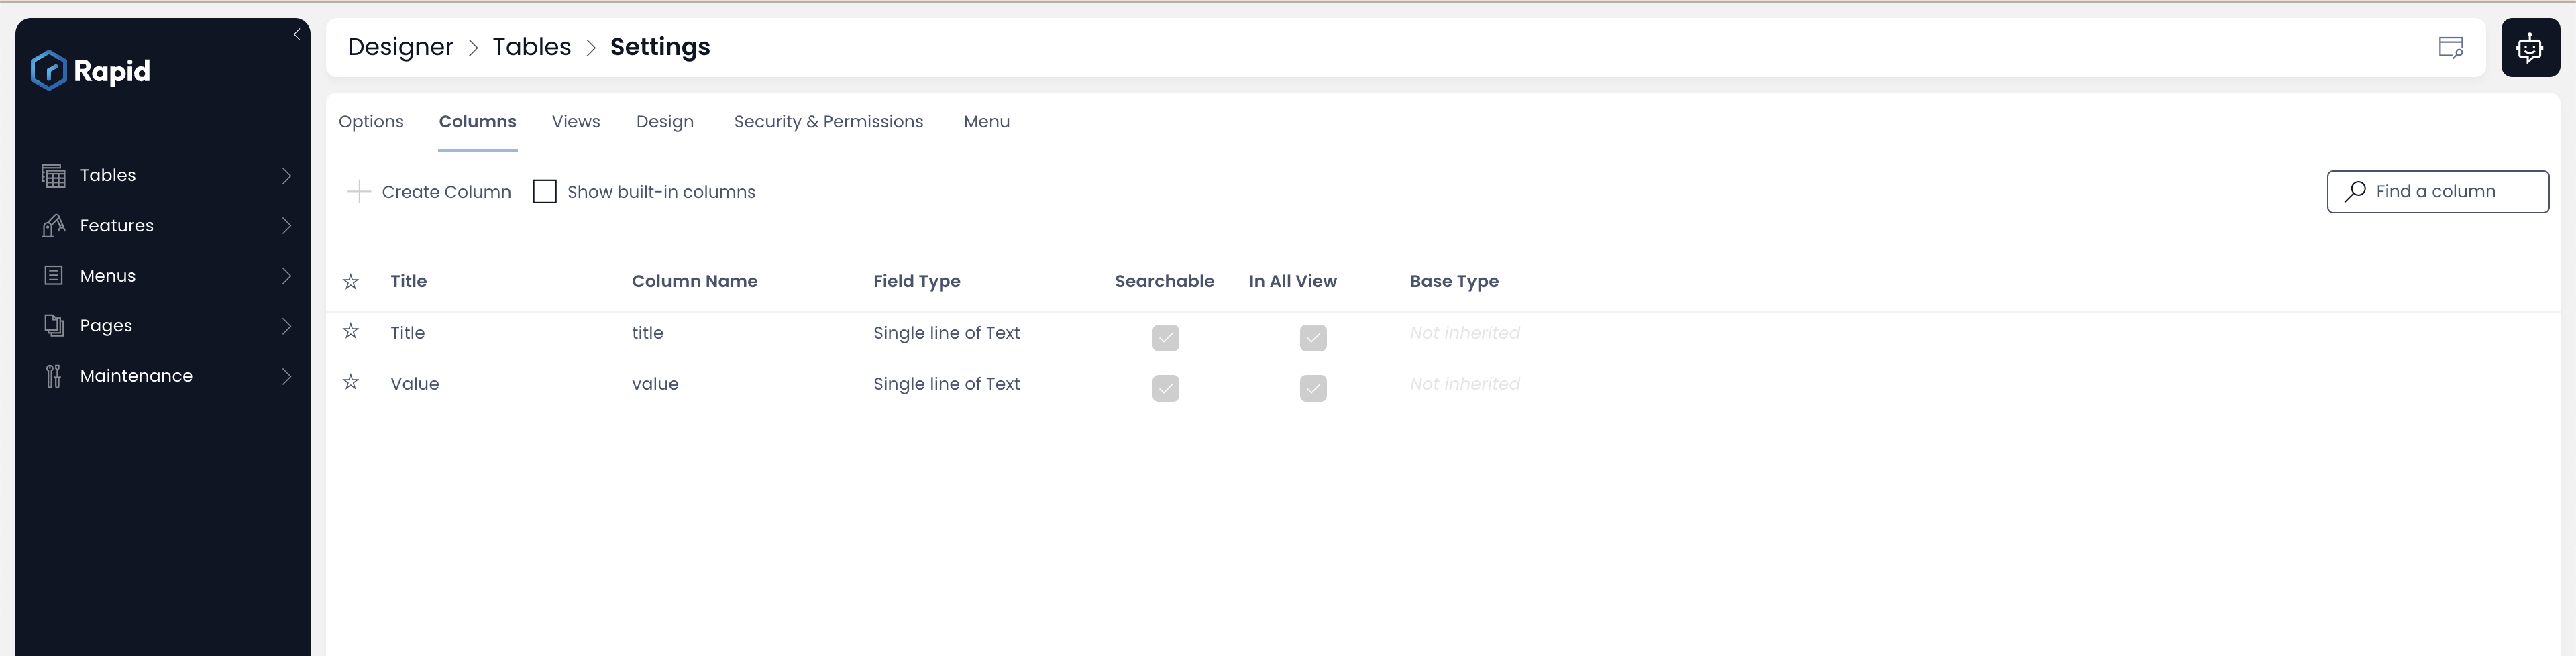 Rapid
Tables
Features
Menus
Pages
Maintenance
Designer > Tables > Settings
Options Columns Views Design Security & Permissions Menu
Create Column Show built-in columns Find a column
Title Column Name Field Type Searchable In All View Base Type
Title title Single line of Text Not inherited
Value value Single line of Text Not inherited